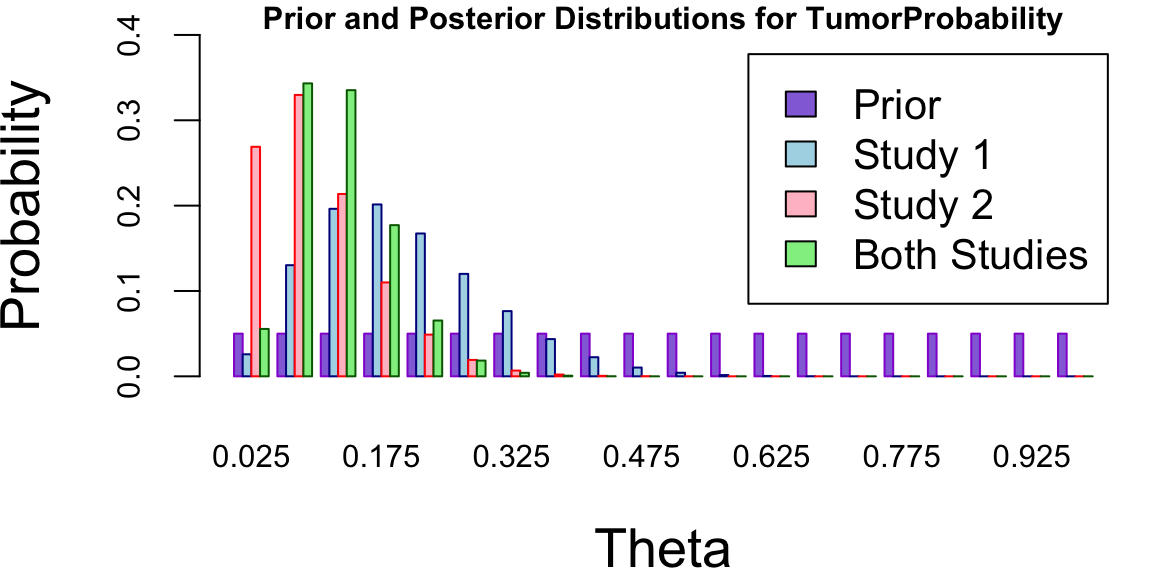 Prior and Posterior Distributions for TumorProbability
Probability
0.4
0.3
0.2
0.1
0.0
Prior
Study 1
Study 2
Both Studies
0.025 0.175 0.325 0.475 0.625 0.775 0.925
Theta